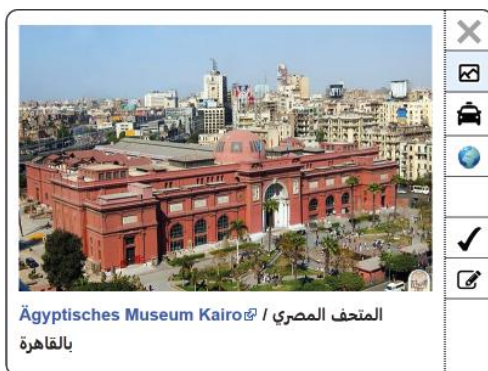 Ägyptisches Museum Kairo / المتحف المصري
بالقاهرة